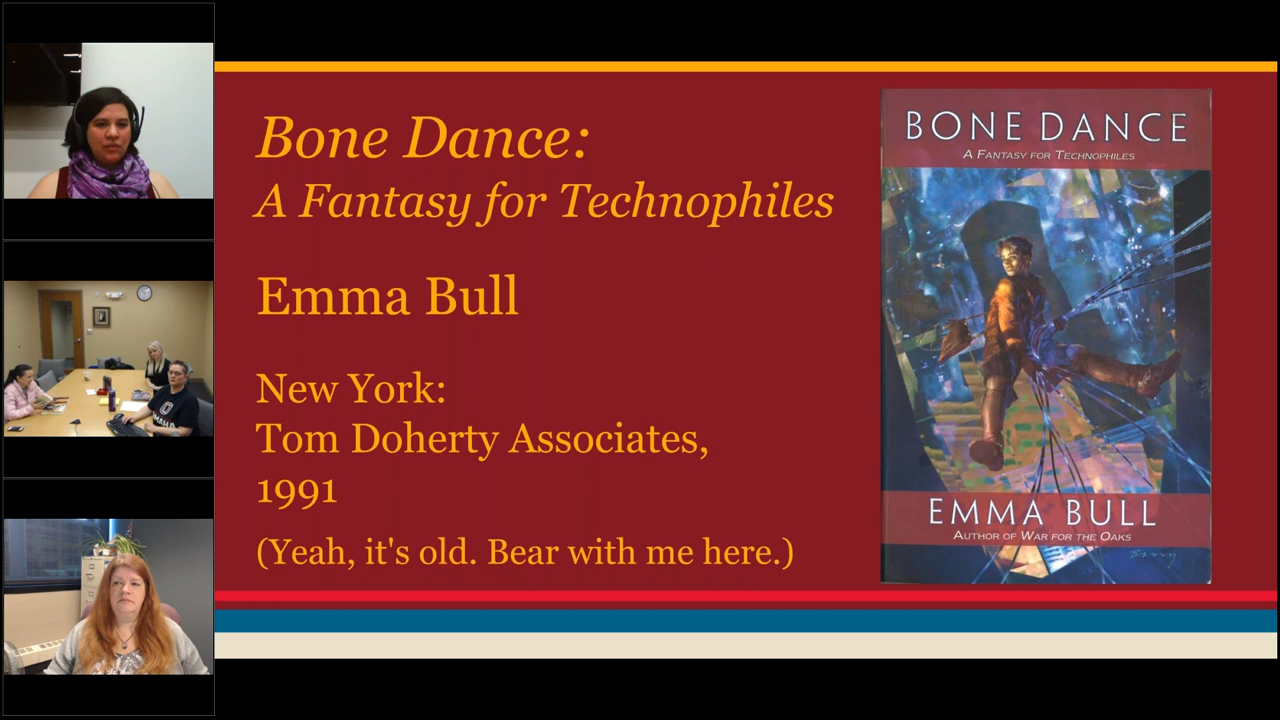 Bone Dance:
A Fantasy for Technophiles
Emma Bull
New York:
Tom Doherty Associates,
1991
(Yeah, it's old. Bear with me here.)
BONE DANCE
A FANTASY FOR TECHNOPHILES
EMMA BULL
AUTHOR OF WAR FOR THE OAKS
OMAHA